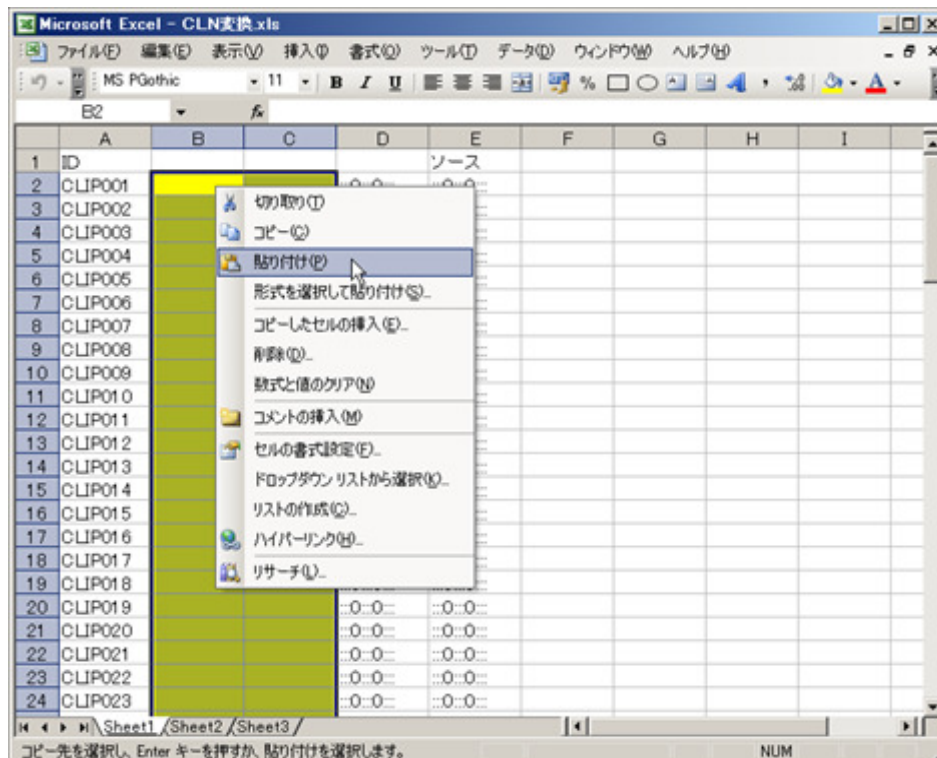 Microsoft Excel - CLN変換.xls
ファイル(F) 編集(E) 表示(V) 挿入(I) 書式(O) ツール(T) データ(D) ウィンドウ(W) ヘルプ(H)
MS PGothic 11 B I U
B2 fx
A B C D E F G H I
1 ID ソース
2 CLIP001 :::0:::0::: :::0:::0:::
3 CLIP002
4 CLIP003
5 CLIP004
6 CLIP005
7 CLIP006
8 CLIP007
9 CLIP008
10 CLIP009
11 CLIP010
12 CLIP011
13 CLIP012
14 CLIP013
15 CLIP014
16 CLIP015
17 CLIP016
18 CLIP017
19 CLIP018
20 CLIP019 :::0:::0::: :::0:::0:::
21 CLIP020 :::0:::0::: :::0:::0:::
22 CLIP021 :::0:::0::: :::0:::0:::
23 CLIP022 :::0:::0::: :::0:::0:::
24 CLIP023 :::0:::0::: :::0:::0:::
切り取り(T)
コピー(C)
貼り付け(P)
形式を選択して貼り付け(S)...
コピーしたセルの挿入(E)...
削除(D)...
数式と値のクリア(N)
コメントの挿入(M)
セルの書式設定(F)...
ドロップダウン リストから選択(K)...
リストの作成(C)...
ハイパーリンク(H)...
リサーチ(L)...
Sheet1 Sheet2 Sheet3
コピー先を選択し、Enter キーを押すか、貼り付けを選択します。 NUM